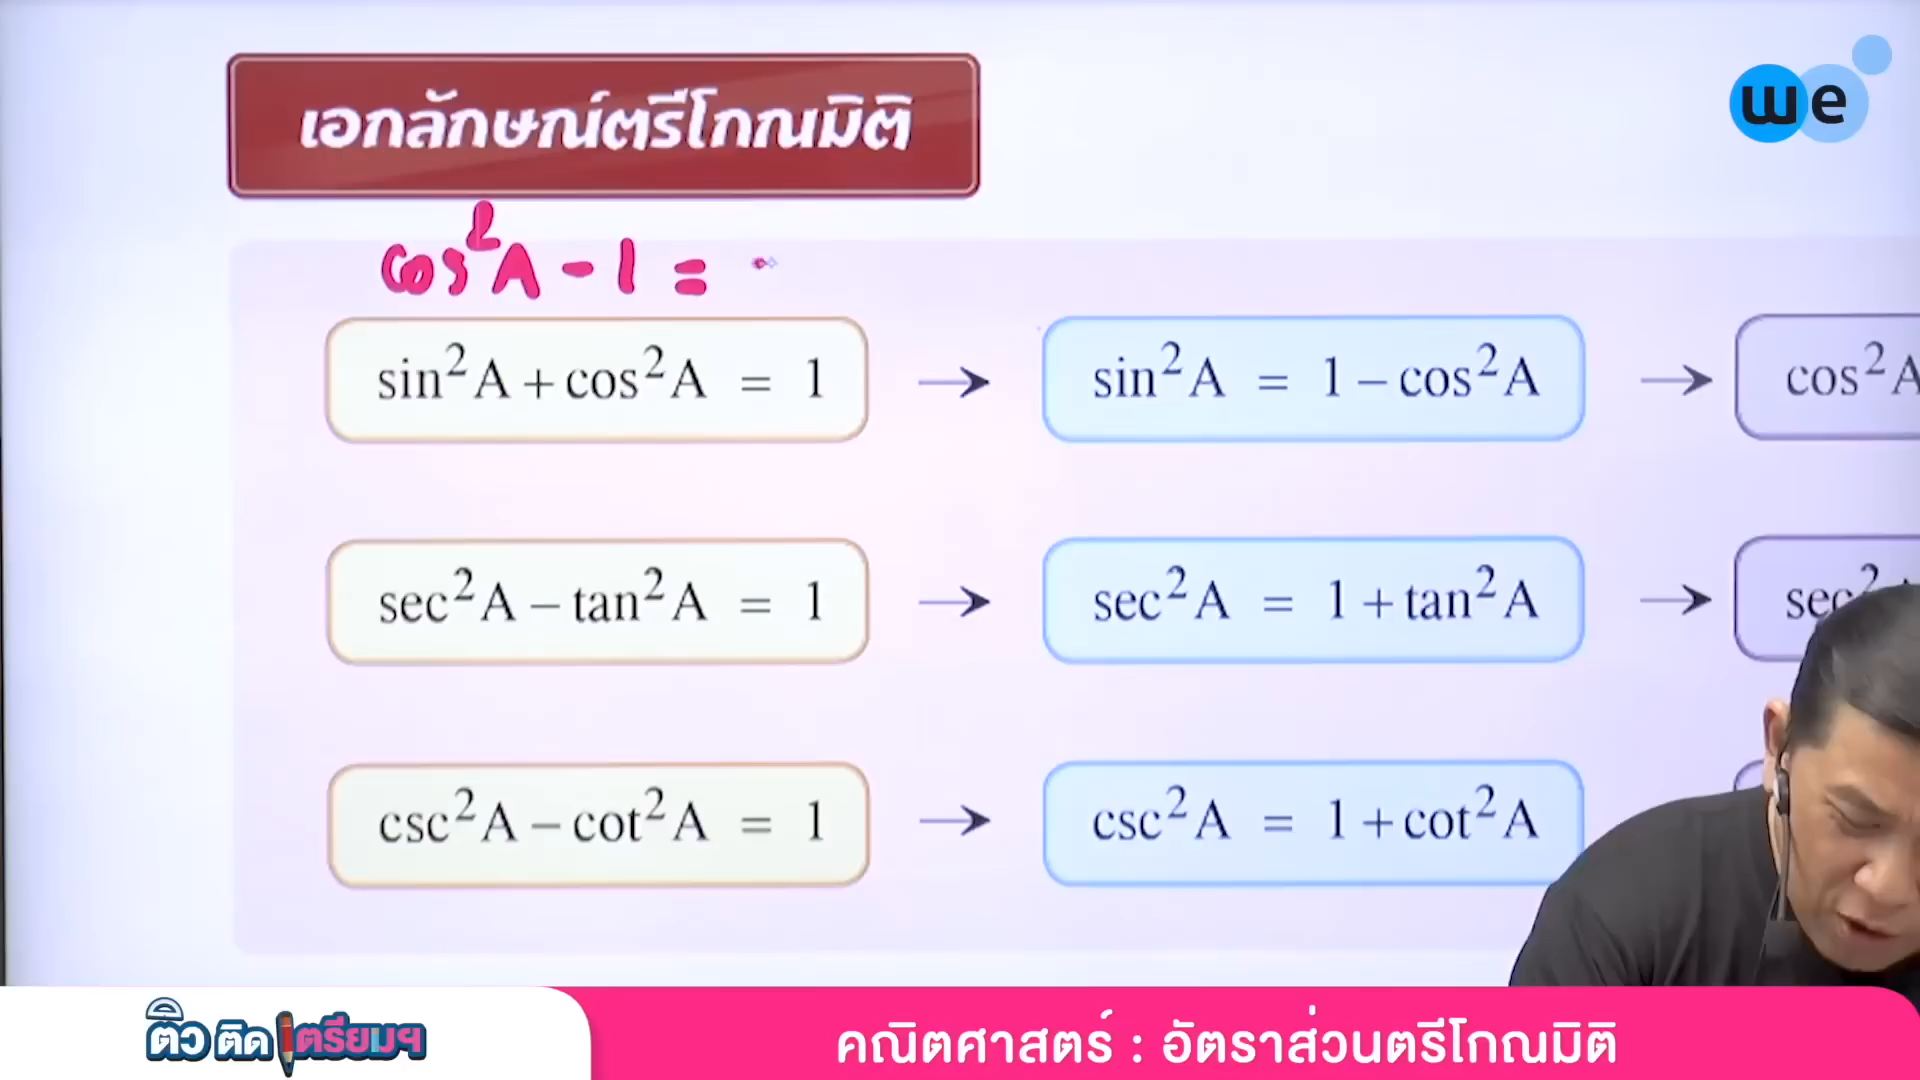 we
เอกลักษณ์ตรีโกณมิติ
cos²A - 1 =
sin²A + cos²A = 1 → sin²A = 1 – cos²A → cos²A
sec²A – tan²A = 1 → sec²A = 1 + tan²A → sec²
csc²A – cot²A = 1 → csc²A = 1 + cot²A
ติว ติด เตรียมฯ
คณิตศาสตร์ : อัตราส่วนตรีโกณมิติ